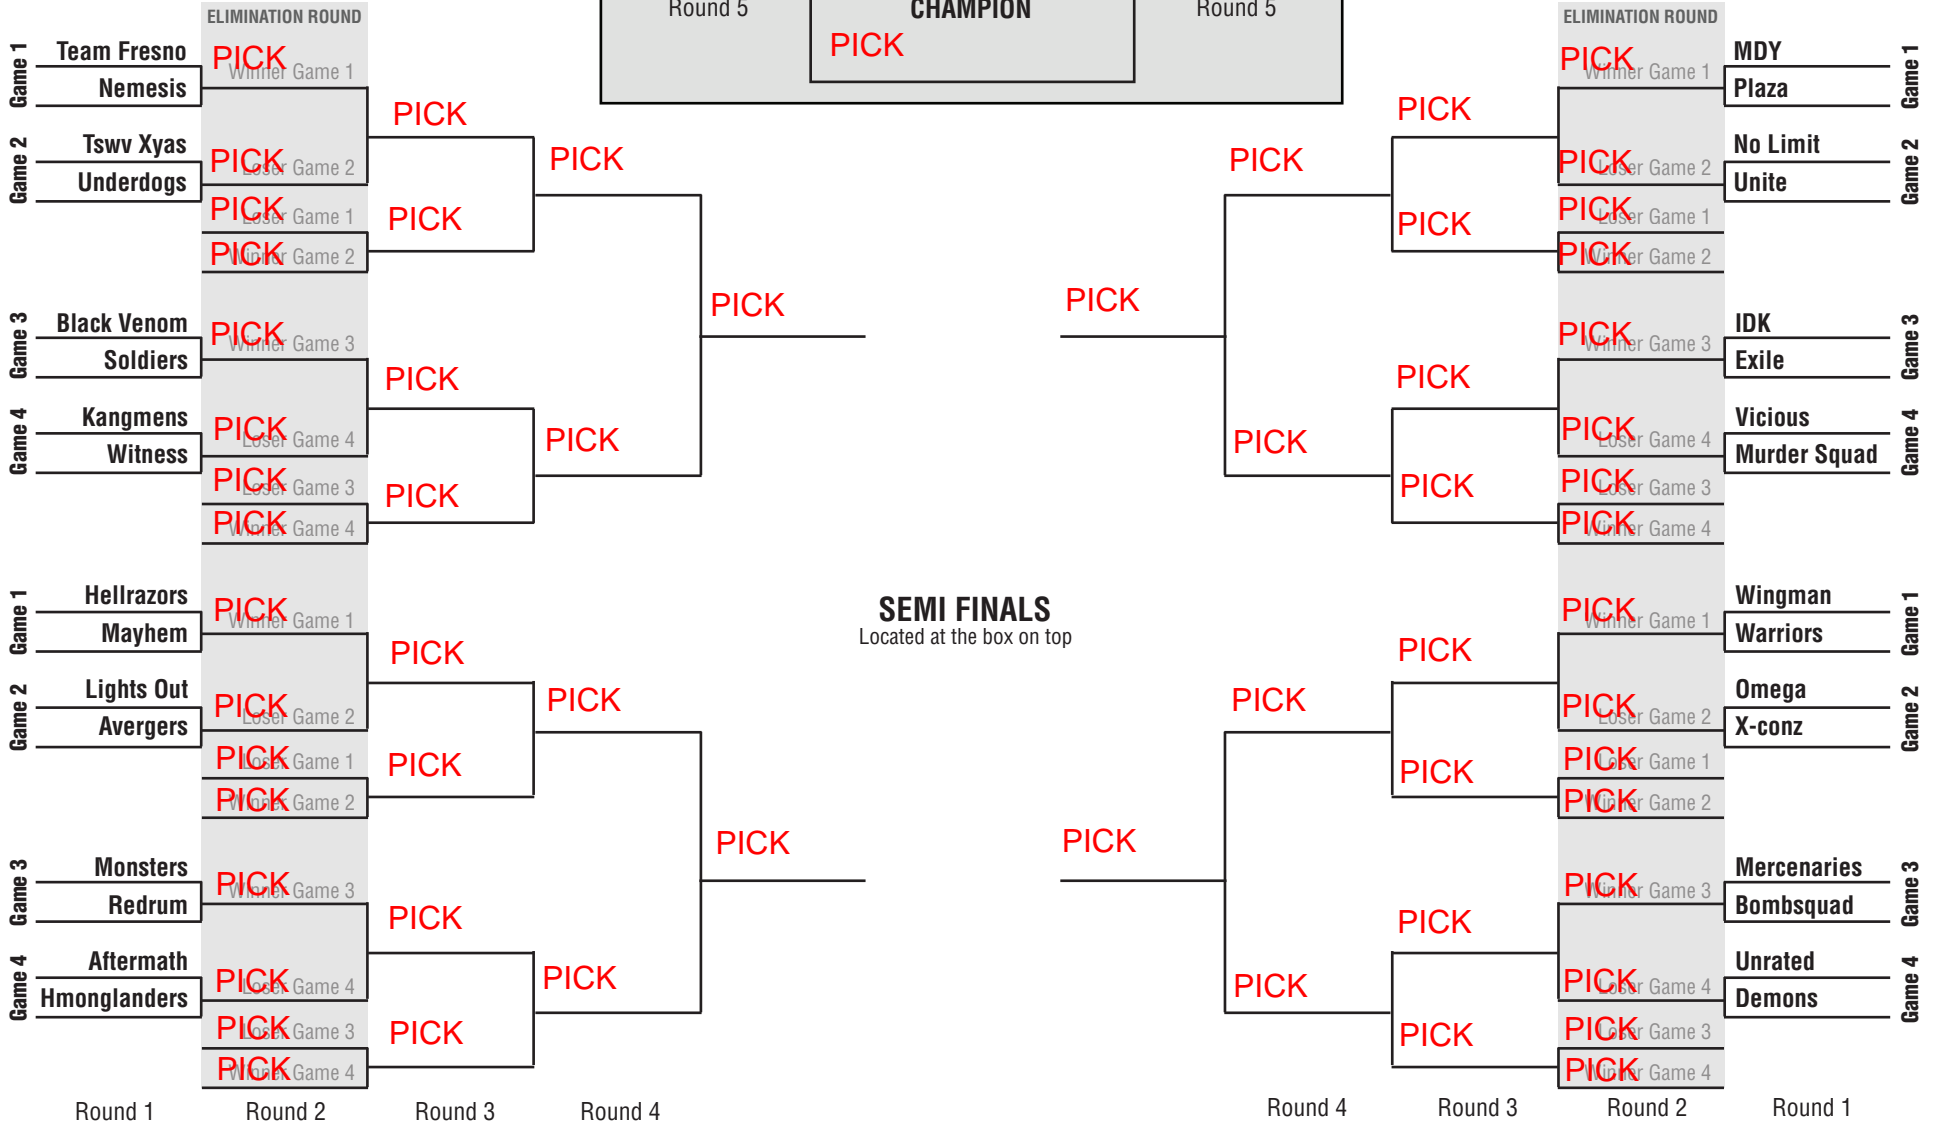 Round 5
CHAMPION
Round 5
PICK
ELIMINATION ROUND
Game 1
Team Fresno
Nemesis
PICK
Winner Game 1
Game 2
Tswv Xyas
Underdogs
PICK
Loser Game 2
PICK
Loser Game 1
PICK
Winner Game 2
PICK
PICK
PICK
Game 3
Black Venom
Soldiers
PICK
Winner Game 3
Game 4
Kangmens
Witness
PICK
Loser Game 4
PICK
Loser Game 3
PICK
Winner Game 4
PICK
PICK
PICK
PICK
Game 1
Hellrazors
Mayhem
PICK
Winner Game 1
Game 2
Lights Out
Avergers
PICK
Loser Game 2
PICK
Loser Game 1
PICK
Winner Game 2
PICK
PICK
PICK
Game 3
Monsters
Redrum
PICK
Winner Game 3
Game 4
Aftermath
Hmonglanders
PICK
Loser Game 4
PICK
Loser Game 3
PICK
Winner Game 4
PICK
PICK
PICK
PICK
SEMI FINALS
Located at the box on top
ELIMINATION ROUND
MDY
Plaza
Game 1
PICK
Winner Game 1
No Limit
Unite
Game 2
PICK
Loser Game 2
PICK
Loser Game 1
PICK
Winner Game 2
PICK
PICK
PICK
IDK
Exile
Game 3
PICK
Winner Game 3
Vicious
Murder Squad
Game 4
PICK
Loser Game 4
PICK
Loser Game 3
PICK
Winner Game 4
PICK
PICK
PICK
PICK
Wingman
Warriors
Game 1
PICK
Winner Game 1
Omega
X-conz
Game 2
PICK
Loser Game 2
PICK
Loser Game 1
PICK
Winner Game 2
PICK
PICK
PICK
Mercenaries
Bombsquad
Game 3
PICK
Winner Game 3
Unrated
Demons
Game 4
PICK
Loser Game 4
PICK
Loser Game 3
PICK
Winner Game 4
PICK
PICK
PICK
PICK
Round 1
Round 2
Round 3
Round 4
Round 4
Round 3
Round 2
Round 1